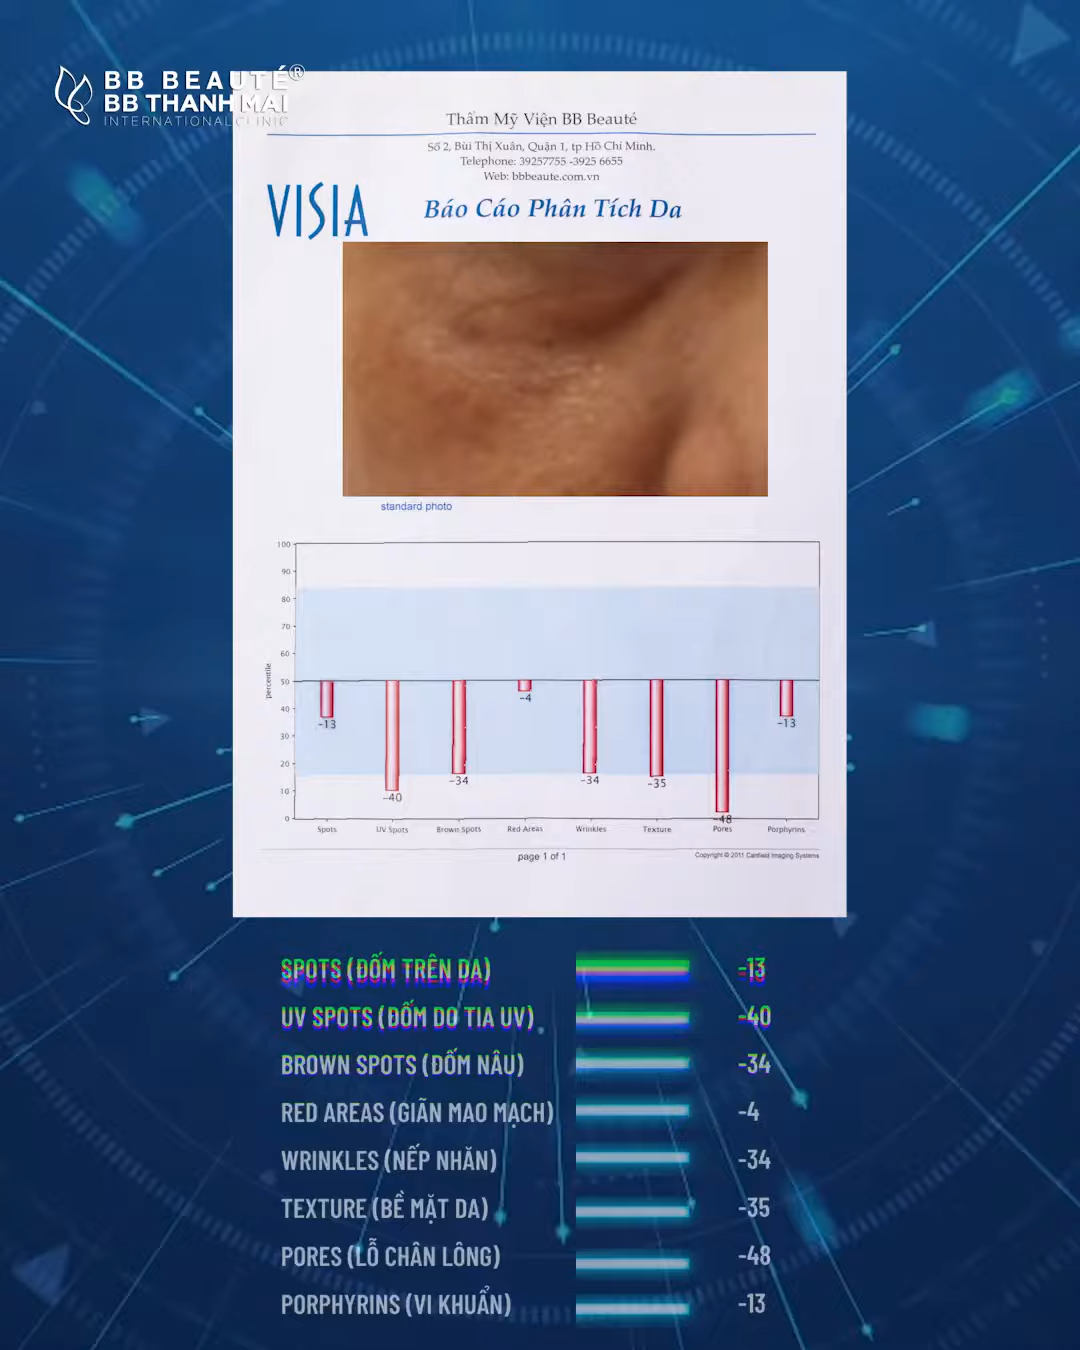 BB BEAUTÉ®
BB THANH MAI
INTERNATIONAL CLINIC
Thẩm Mỹ Viện BB Beauté
Số 2, Bùi Thị Xuân, Quận 1, tp Hồ Chí Minh.
Telephone: 39257755 -3925 6655
Web: bbbeaute.com.vn
VISIA
Báo Cáo Phân Tích Da
standard photo
100
90
80
70
60
50
40
30
20
10
0
percentile
-13
-40
-34
-4
-34
-35
-48
-13
Spots
UV Spots
Brown Spots
Red Areas
Wrinkles
Texture
Pores
Porphyrins
page 1 of 1
Copyright © 2011 Canfield Imaging Systems
SPOTS (ĐỐM TRÊN DA) -13
UV SPOTS (ĐỐM DO TIA UV) -40
BROWN SPOTS (ĐỐM NÂU) -34
RED AREAS (GIÃN MAO MẠCH) -4
WRINKLES (NẾP NHĂN) -34
TEXTURE (BỀ MẶT DA) -35
PORES (LỖ CHÂN LÔNG) -48
PORPHYRINS (VI KHUẨN) -13